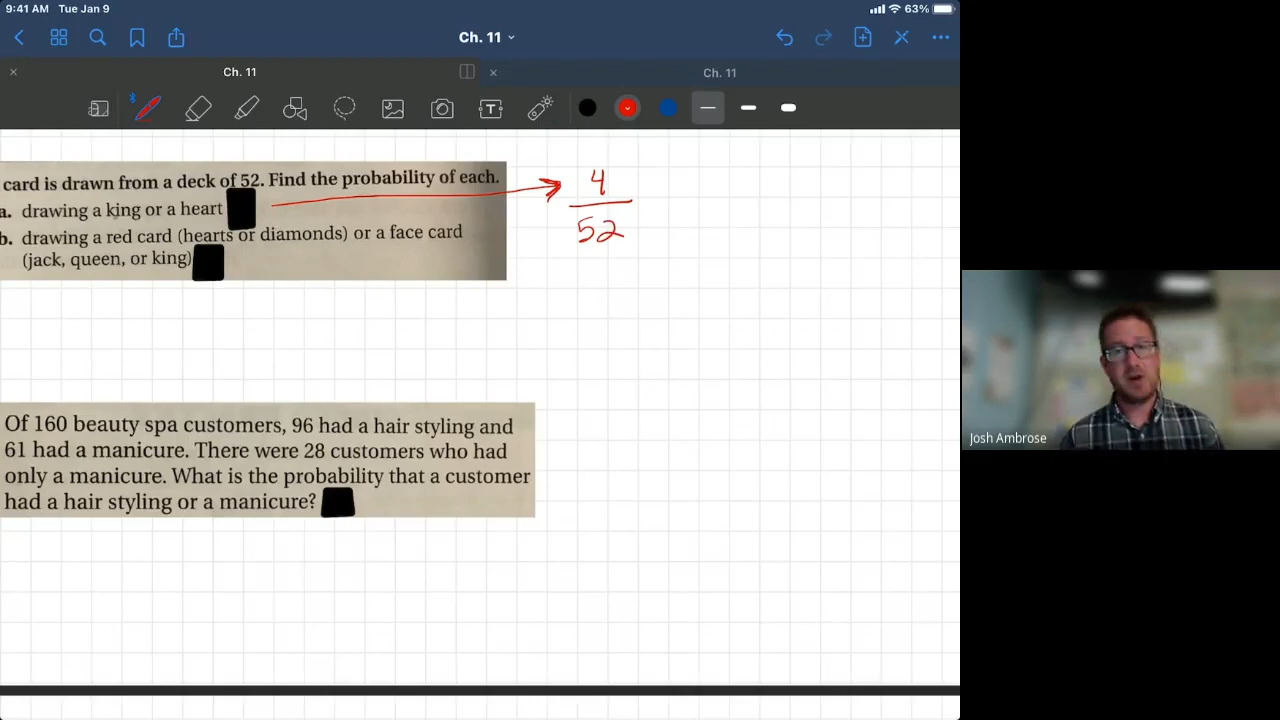 9:41 AM Tue Jan 9
63%
Ch. 11
Ch. 11
Ch. 11
T
card is drawn from a deck of 52. Find the probability of each.
a. drawing a king or a heart
b. drawing a red card (hearts or diamonds) or a face card
(jack, queen, or king)
4
52
Of 160 beauty spa customers, 96 had a hair styling and
61 had a manicure. There were 28 customers who had
only a manicure. What is the probability that a customer
had a hair styling or a manicure?
Josh Ambrose